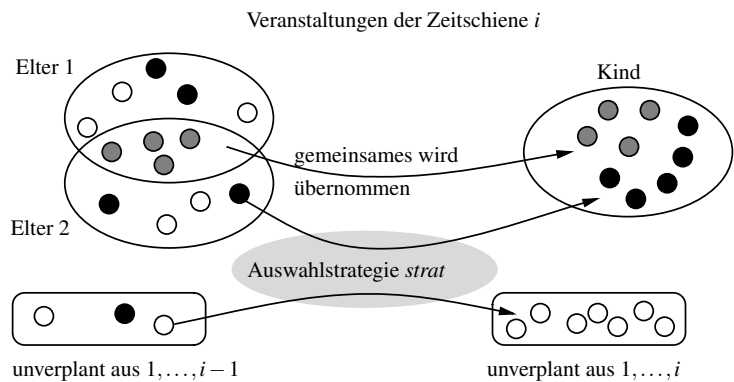 Veranstaltungen der Zeitschiene i
Elter 1
Kind
gemeinsames wird
übernommen
Elter 2
Auswahlstrategie strat
unverplant aus 1,...,i−1
unverplant aus 1,...,i